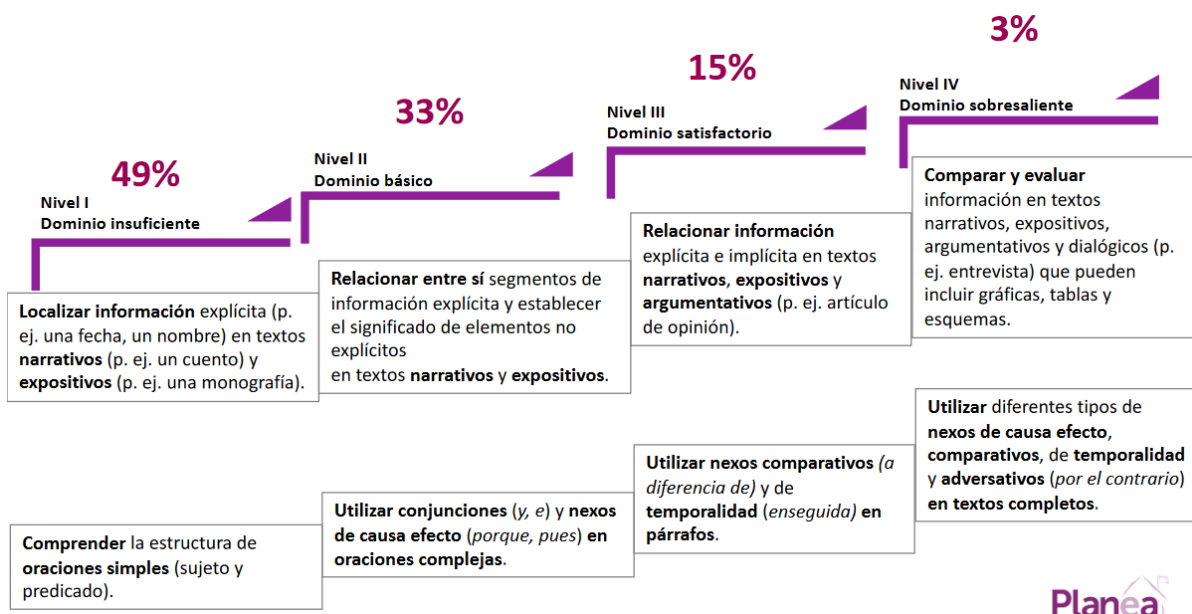 49%
Nivel I
Dominio insuficiente
Localizar información explícita (p.
ej. una fecha, un nombre) en textos
narrativos (p. ej. un cuento) y
expositivos (p. ej. una monografía).
Comprender la estructura de
oraciones simples (sujeto y
predicado).
33%
Nivel II
Dominio básico
Relacionar entre sí segmentos de
información explícita y establecer
el significado de elementos no
explícitos
en textos narrativos y expositivos.
Utilizar conjunciones (y, e) y nexos
de causa efecto (porque, pues) en
oraciones complejas.
15%
Nivel III
Dominio satisfactorio
Relacionar información
explícita e implícita en textos
narrativos, expositivos y
argumentativos (p. ej. artículo
de opinión).
Utilizar nexos comparativos (a
diferencia de) y de
temporalidad (enseguida) en
párrafos.
3%
Nivel IV
Dominio sobresaliente
Comparar y evaluar
información en textos
narrativos, expositivos,
argumentativos y dialógicos (p.
ej. entrevista) que pueden
incluir gráficas, tablas y
esquemas.
Utilizar diferentes tipos de
nexos de causa efecto,
comparativos, de temporalidad
y adversativos (por el contrario)
en textos completos.
Planea